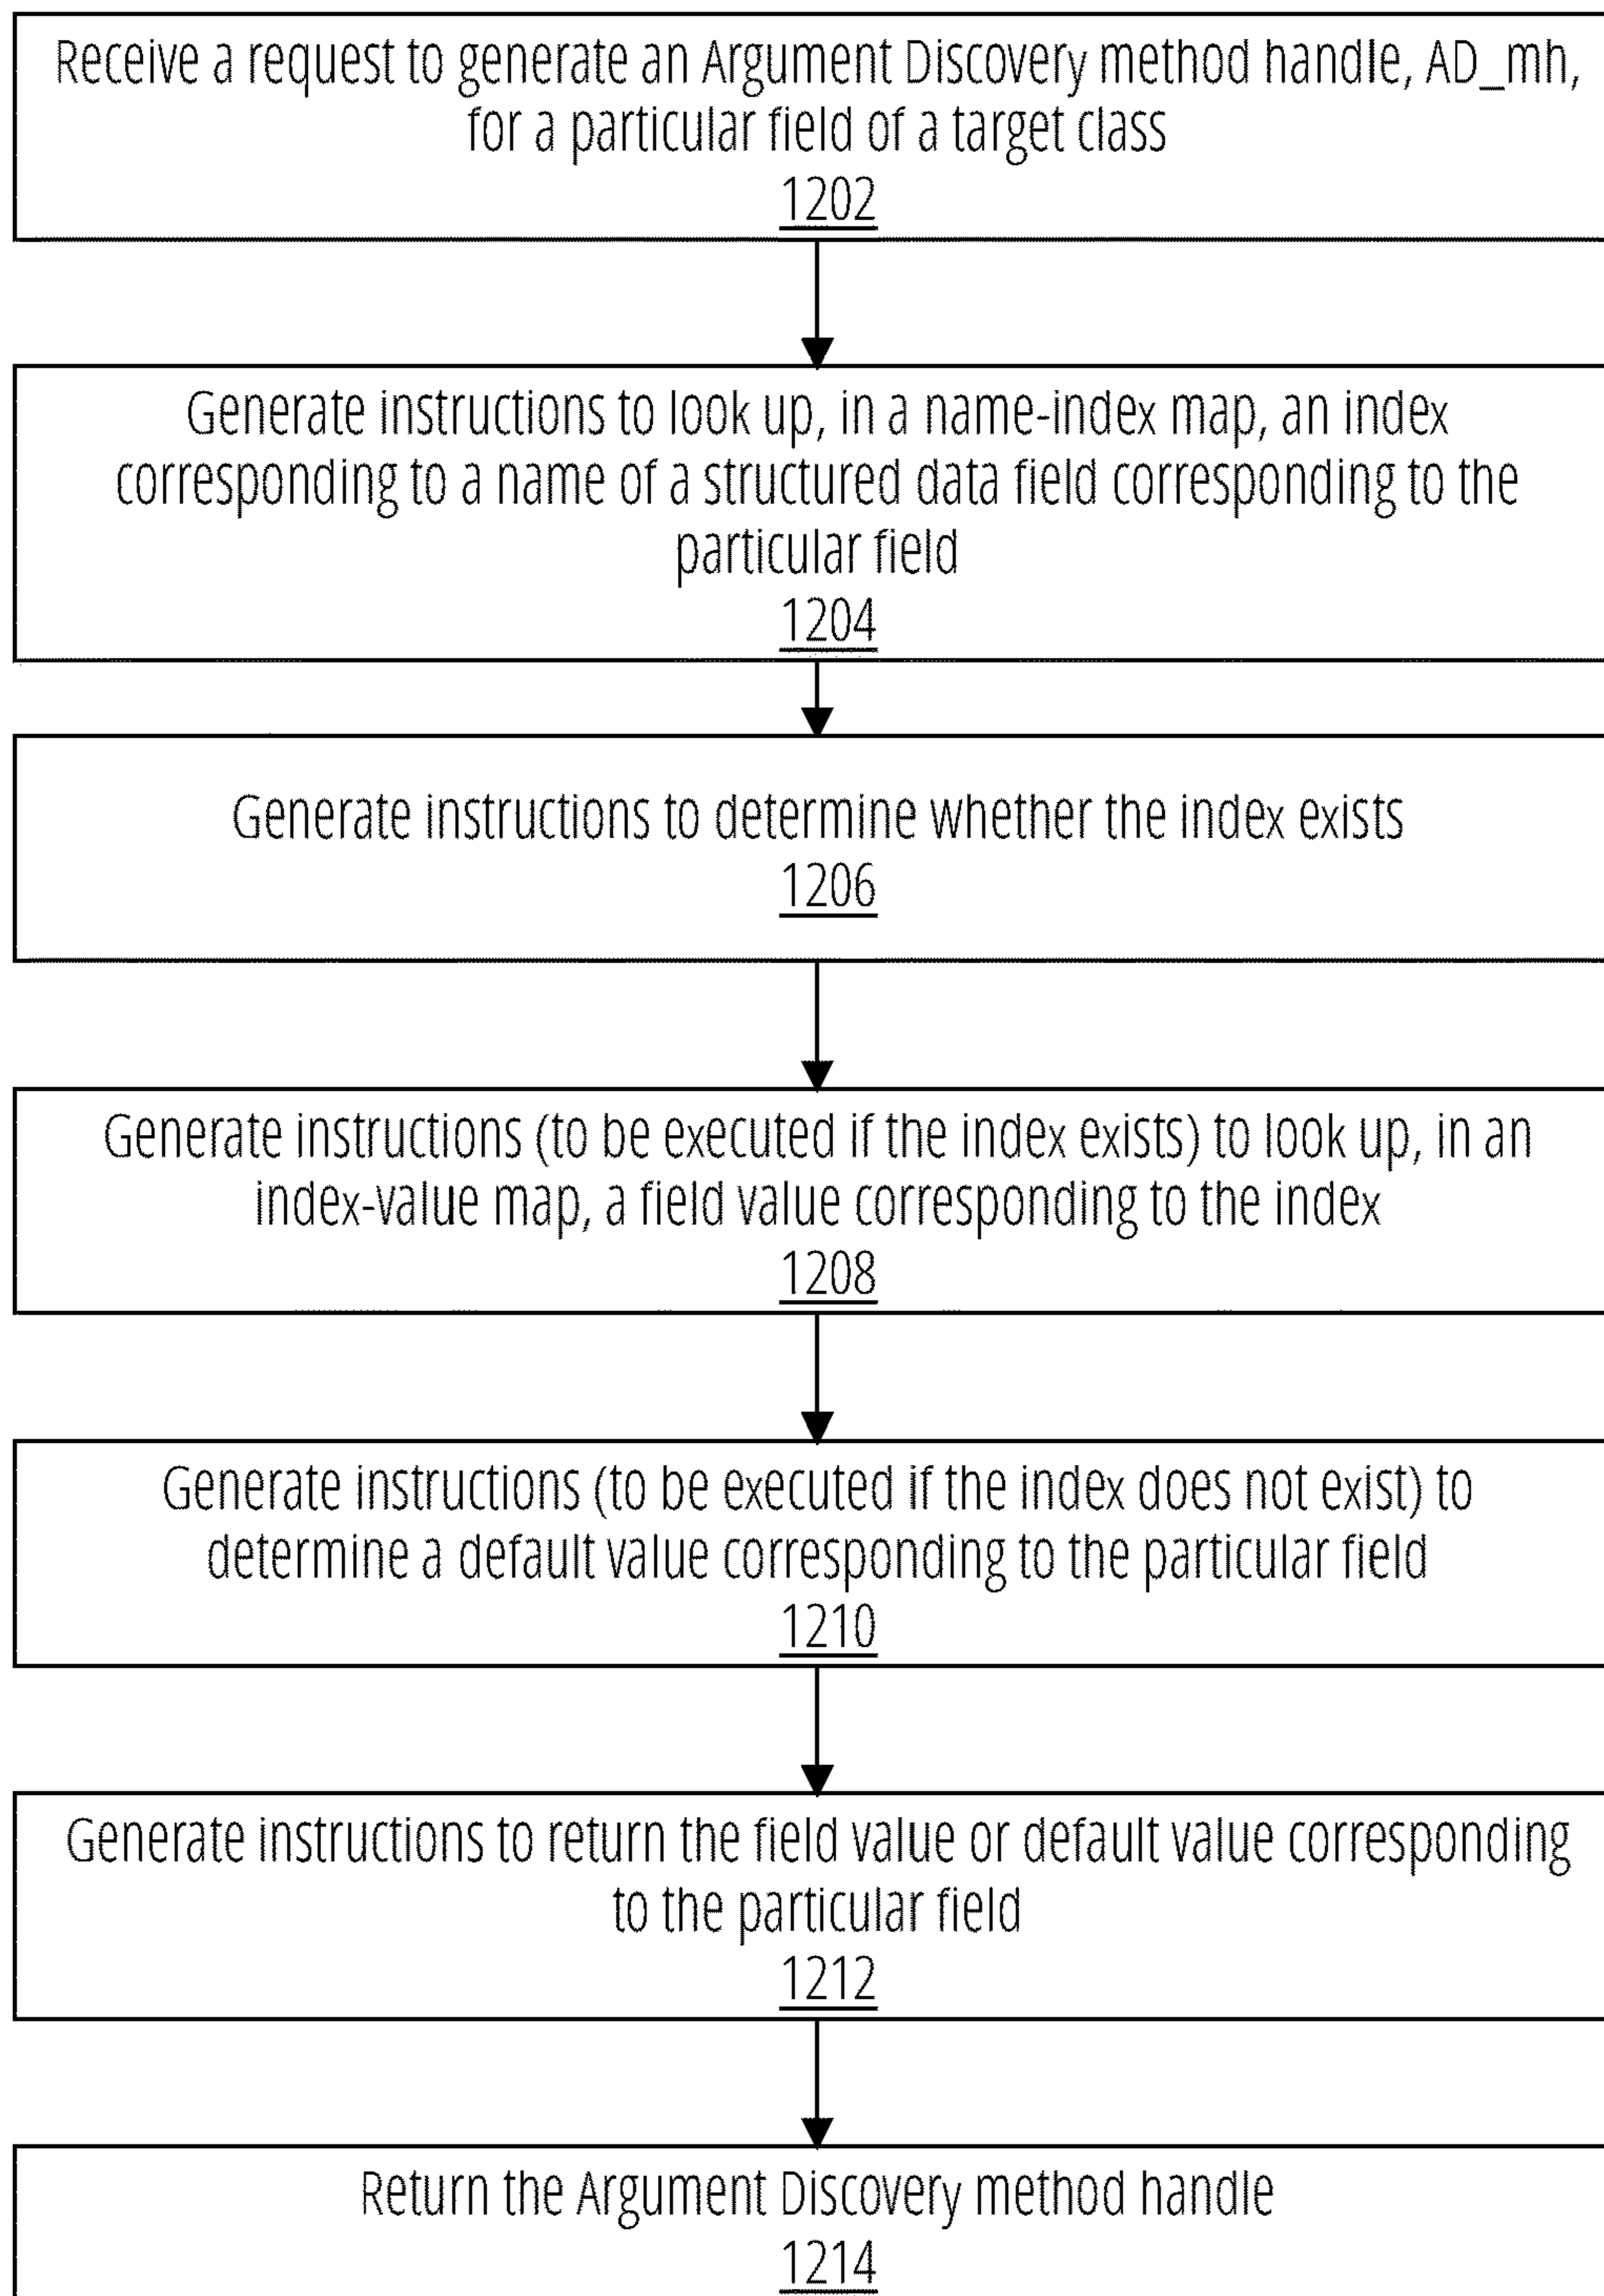 Receive a request to generate an Argument Discovery method handle, AD_mh,
for a particular field of a target class
1202
Generate instructions to look up, in a name-index map, an index
corresponding to a name of a structured data field corresponding to the
particular field
1204
Generate instructions to determine whether the index exists
1206
Generate instructions (to be executed if the index exists) to look up, in an
index-value map, a field value corresponding to the index
1208
Generate instructions (to be executed if the index does not exist) to
determine a default value corresponding to the particular field
1210
Generate instructions to return the field value or default value corresponding
to the particular field
1212
Return the Argument Discovery method handle
1214